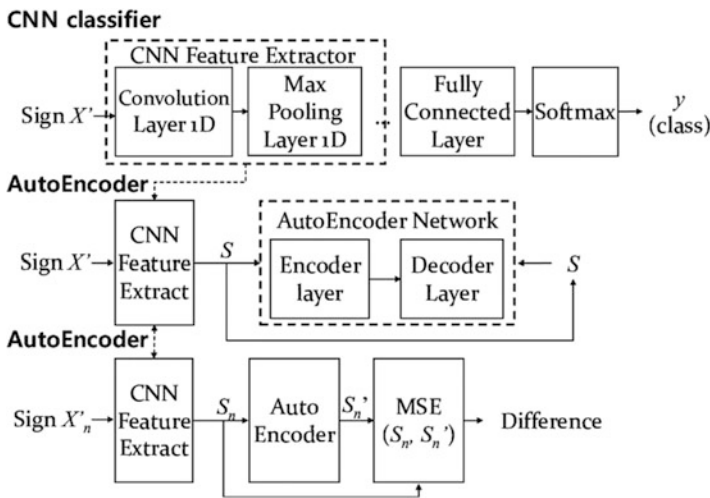 CNN classifier
CNN Feature Extractor
Sign X'
Convolution
Layer 1D
Max
Pooling
Layer 1D
...
Fully
Connected
Layer
Softmax
y
(class)
AutoEncoder
Sign X'
CNN
Feature
Extract
S
AutoEncoder Network
Encoder
layer
Decoder
Layer
S
AutoEncoder
Sign X'n
CNN
Feature
Extract
Sn
Auto
Encoder
Sn'
MSE
(Sn, Sn')
Difference